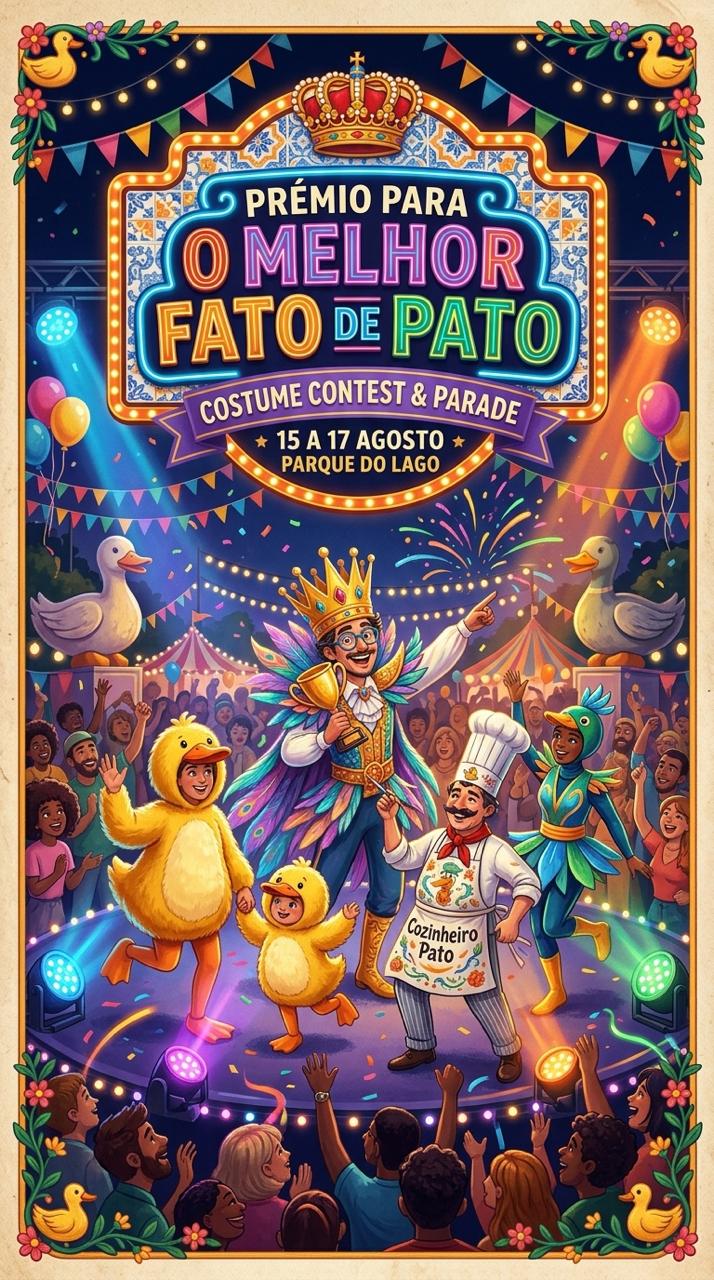 PRÉMIO PARA
O MELHOR
FATO DE PATO
COSTUME CONTEST & PARADE
15 A 17 AGOSTO
PARQUE DO LAGO
Cozinheiro
Pato